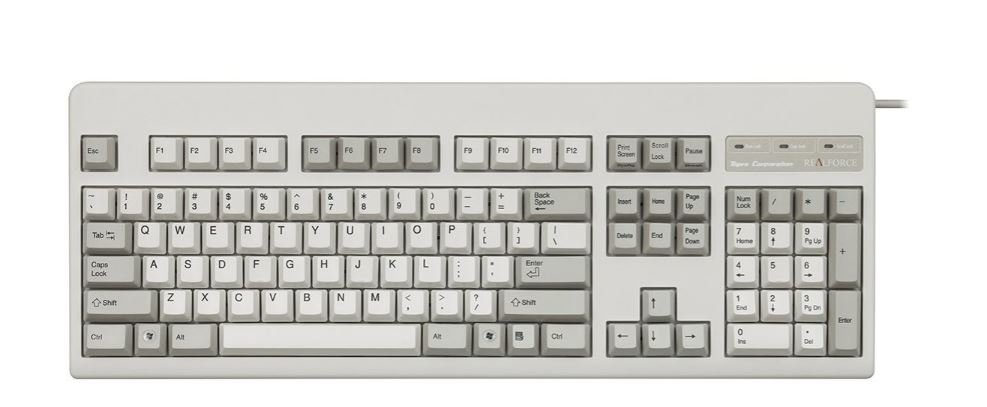 Esc F1 F2 F3 F4 F5 F6 F7 F8 F9 F10 F11 F12 Print Screen Scroll Lock Pause
Topre Corporation REALFORCE
~ ` ! 1 @ 2 # 3 $ 4 % 5 ^ 6 & 7 * 8 ( 9 ) 0 _ - + = Back Space ← Insert Home Page Up Num Lock / * -
Tab Q W E R T Y U I O P { [ } ] | \ Delete End Page Down 7 Home 8 ↑ 9 Pg Up +
Caps Lock A S D F G H J K L : ; " ' Enter 4 ← 5 6 →
⇧ Shift Z X C V B N M < , > . ? / ⇧ Shift ↑ 1 End 2 ↓ 3 Pg Dn Enter
Ctrl Alt Alt Ctrl ← ↓ → 0 Ins . Del